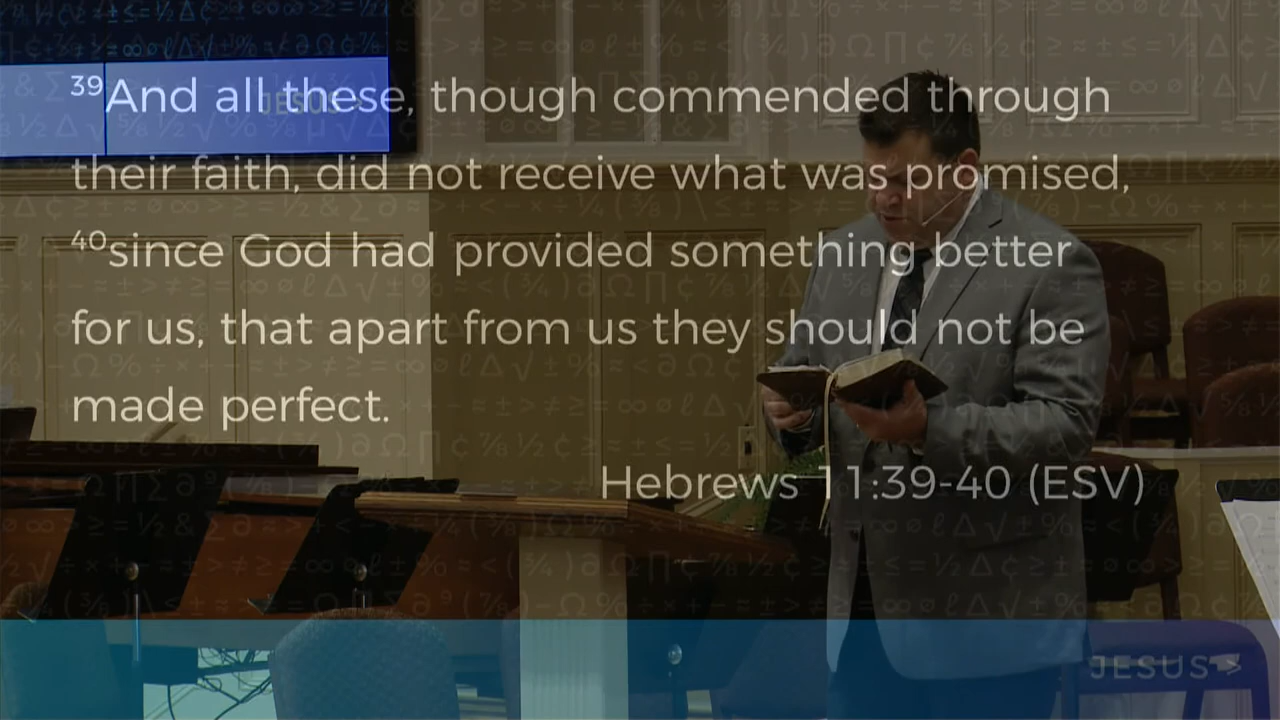 JESUS >
³⁹And all these, though commended through
their faith, did not receive what was promised,
⁴⁰since God had provided something better
for us, that apart from us they should not be
made perfect.
Hebrews 11:39-40 (ESV)
JESUS >